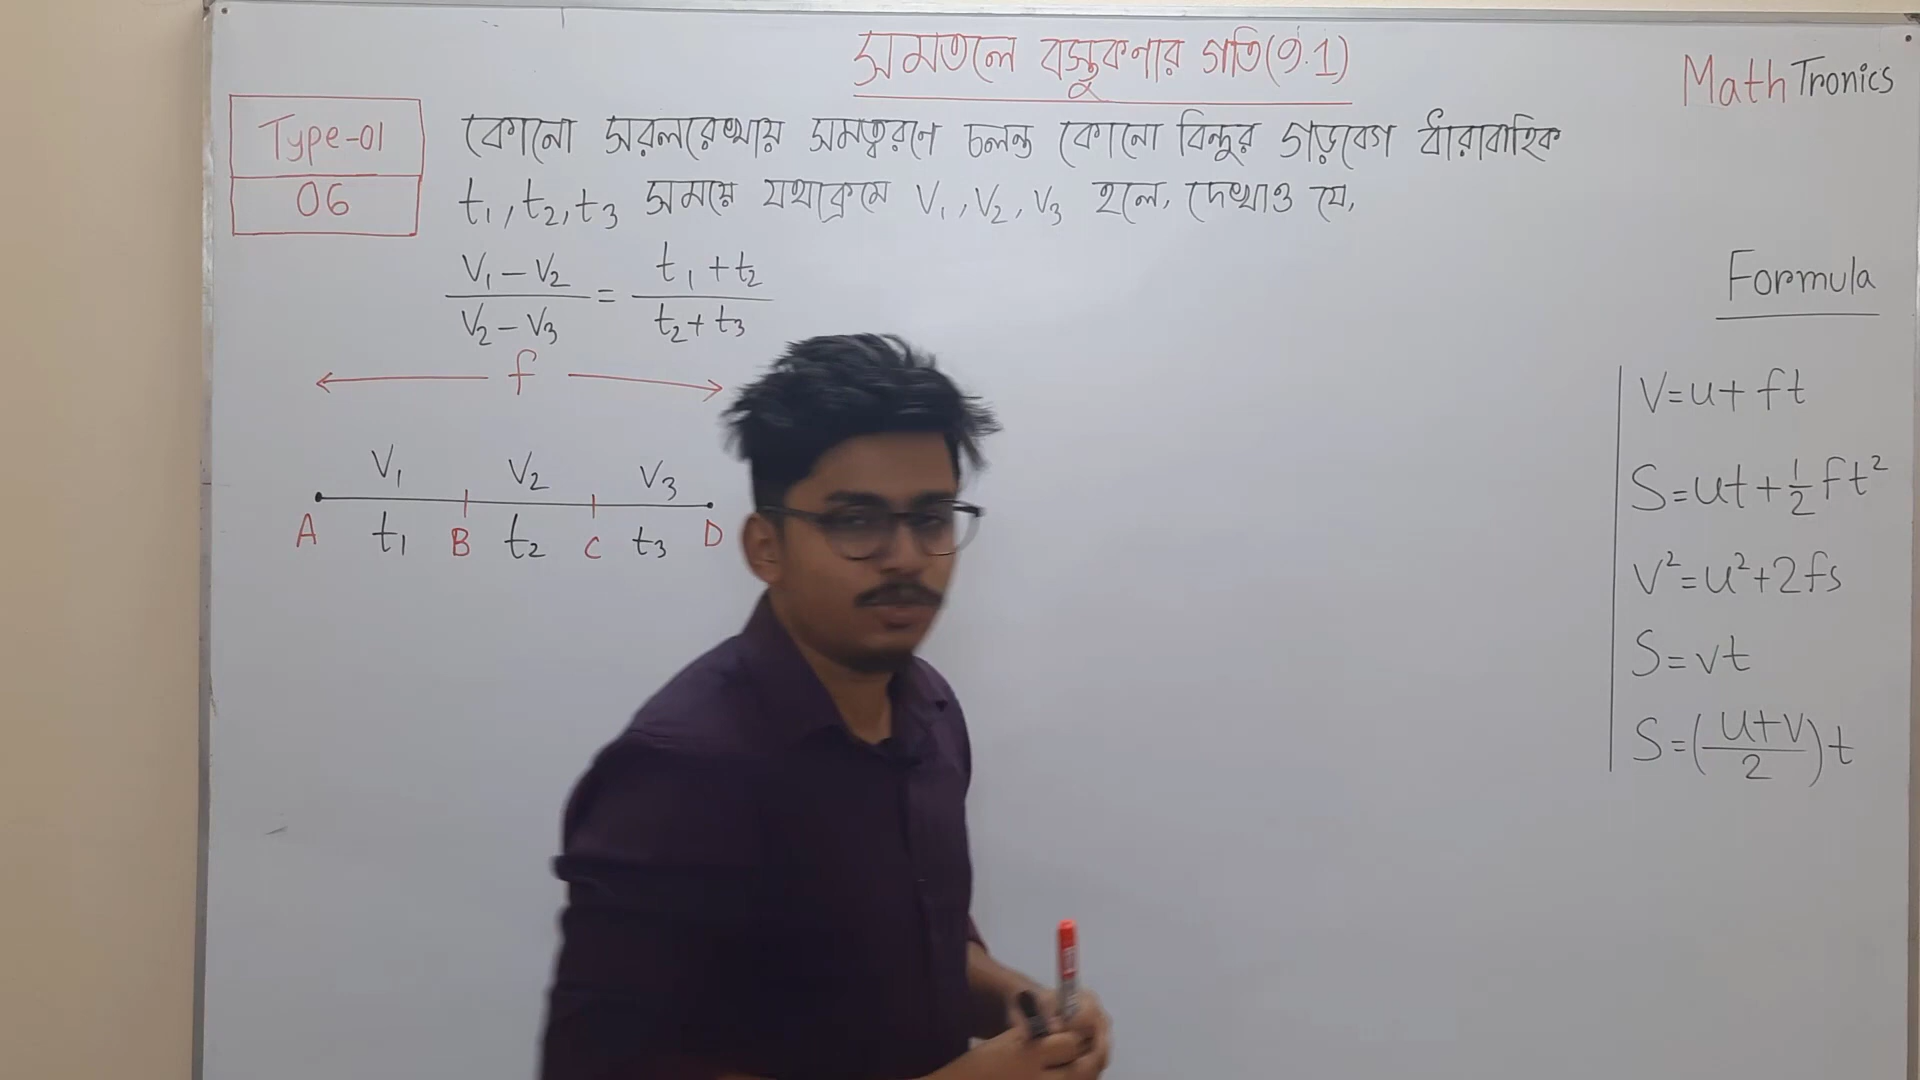 সমতলে বস্তুকণার গতি(9.1)
MathTronics
Type-01
06
কোনো সরলরেখায় সমত্বরণে চলন্ত কোনো বিন্দুর গড়বেগ ধারাবাহিক
t₁, t₂, t₃ সময়ে যথাক্রমে V₁, V₂, V₃ হলে, দেখাও যে,
(V₁ - V₂)/(V₂ - V₃) = (t₁ + t₂)/(t₂ + t₃)
f
V₁ V₂ V₃
A t₁ B t₂ C t₃ D
Formula
V=u+ft
S=ut+½ft²
V²=u²+2fs
S=vt
S=((u+v)/2)t